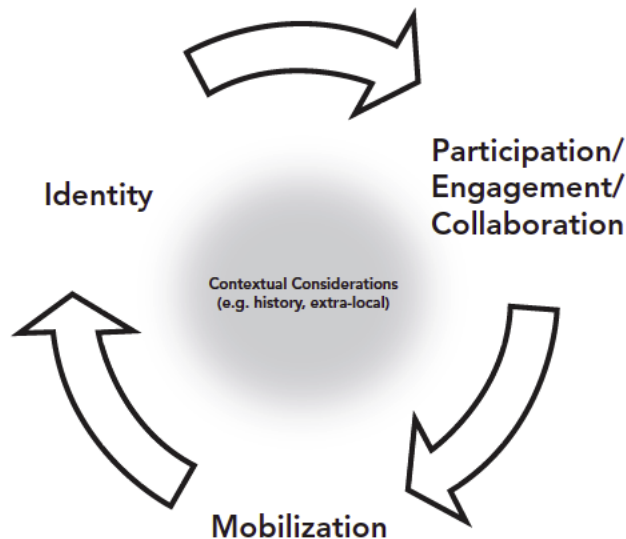 Participation/
Engagement/
Collaboration
Identity
Contextual Considerations
(e.g. history, extra-local)
Mobilization